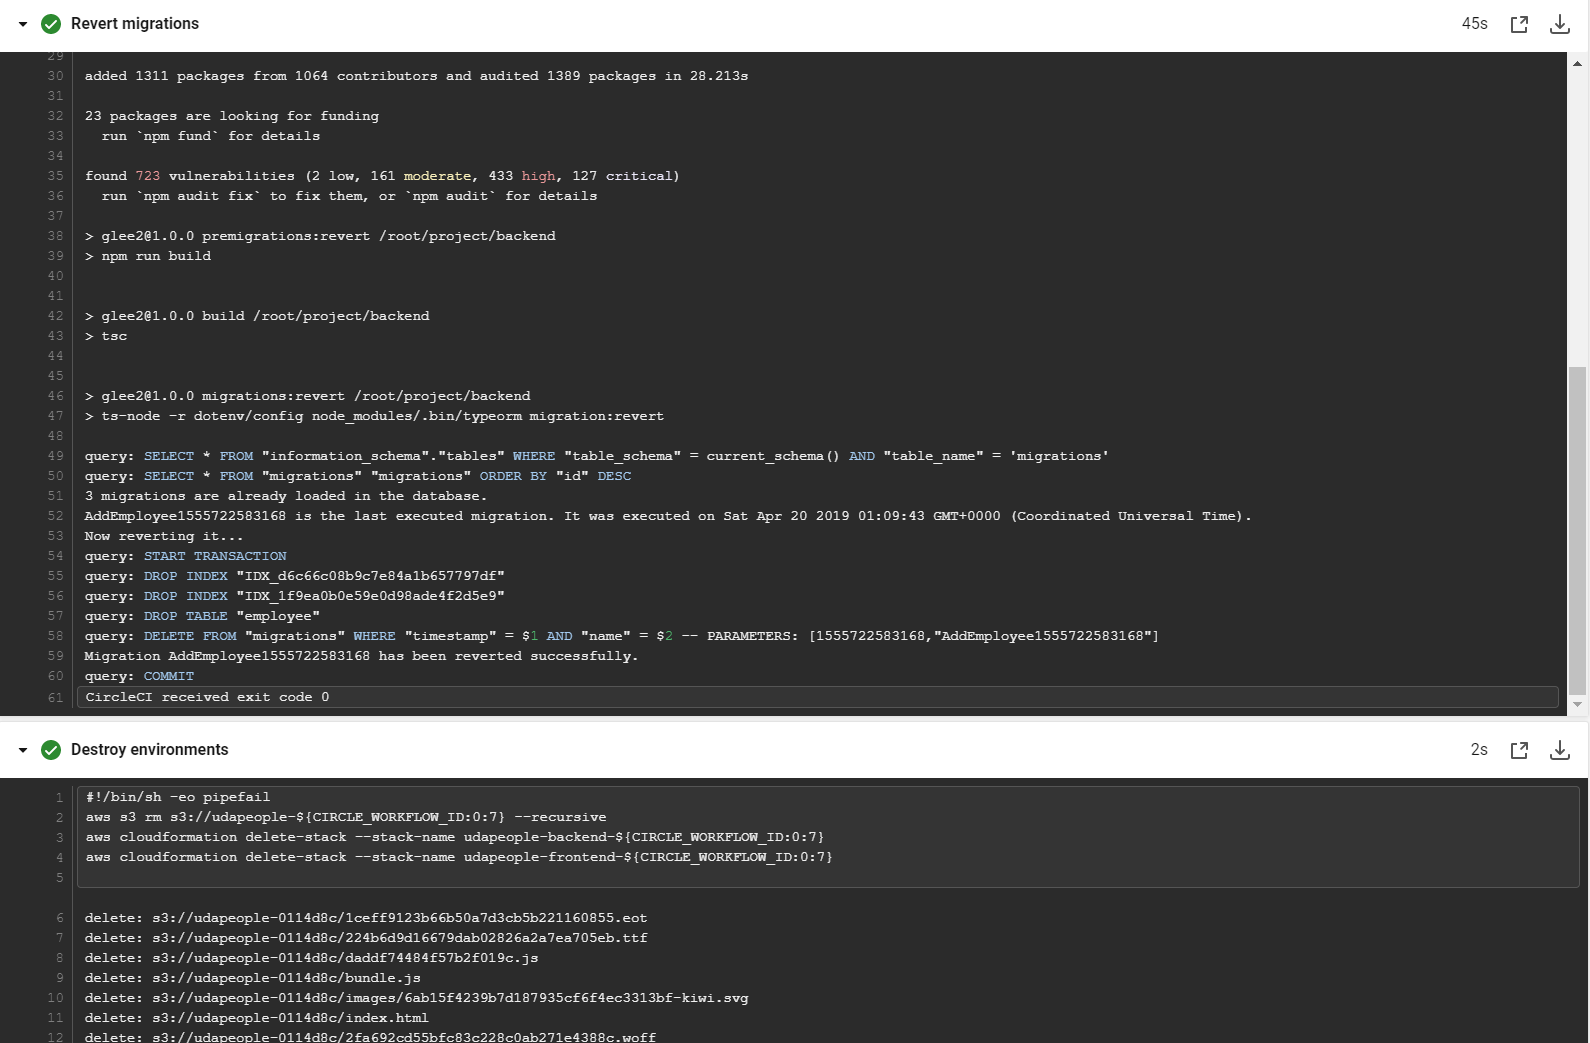 Revert migrations
45s
29
30 added 1311 packages from 1064 contributors and audited 1389 packages in 28.213s
31
32 23 packages are looking for funding
33 run `npm fund` for details
34
35 found 723 vulnerabilities (2 low, 161 moderate, 433 high, 127 critical)
36 run `npm audit fix` to fix them, or `npm audit` for details
37
38 > glee2@1.0.0 premigrations:revert /root/project/backend
39 > npm run build
40
41
42 > glee2@1.0.0 build /root/project/backend
43 > tsc
44
45
46 > glee2@1.0.0 migrations:revert /root/project/backend
47 > ts-node -r dotenv/config node_modules/.bin/typeorm migration:revert
48
49 query: SELECT * FROM "information_schema"."tables" WHERE "table_schema" = current_schema() AND "table_name" = 'migrations'
50 query: SELECT * FROM "migrations" "migrations" ORDER BY "id" DESC
51 3 migrations are already loaded in the database.
52 AddEmployee1555722583168 is the last executed migration. It was executed on Sat Apr 20 2019 01:09:43 GMT+0000 (Coordinated Universal Time).
53 Now reverting it...
54 query: START TRANSACTION
55 query: DROP INDEX "IDX_d6c66c08b9c7e84a1b657797df"
56 query: DROP INDEX "IDX_1f9ea0b0e59e0d98ade4f2d5e9"
57 query: DROP TABLE "employee"
58 query: DELETE FROM "migrations" WHERE "timestamp" = $1 AND "name" = $2 -- PARAMETERS: [1555722583168,"AddEmployee1555722583168"]
59 Migration AddEmployee1555722583168 has been reverted successfully.
60 query: COMMIT
61 CircleCI received exit code 0
Destroy environments
2s
1 #!/bin/sh -eo pipefail
2 aws s3 rm s3://udapeople-${CIRCLE_WORKFLOW_ID:0:7} --recursive
3 aws cloudformation delete-stack --stack-name udapeople-backend-${CIRCLE_WORKFLOW_ID:0:7}
4 aws cloudformation delete-stack --stack-name udapeople-frontend-${CIRCLE_WORKFLOW_ID:0:7}
5
6 delete: s3://udapeople-0114d8c/1ceff9123b66b50a7d3cb5b221160855.eot
7 delete: s3://udapeople-0114d8c/224b6d9d16679dab02826a2a7ea705eb.ttf
8 delete: s3://udapeople-0114d8c/daddf74484f57b2f019c.js
9 delete: s3://udapeople-0114d8c/bundle.js
10 delete: s3://udapeople-0114d8c/images/6ab15f4239b7d187935cf6f4ec3313bf-kiwi.svg
11 delete: s3://udapeople-0114d8c/index.html
12 delete: s3://udapeople-0114d8c/2fa692cd55bfc83c228c0ab271e4388c.woff